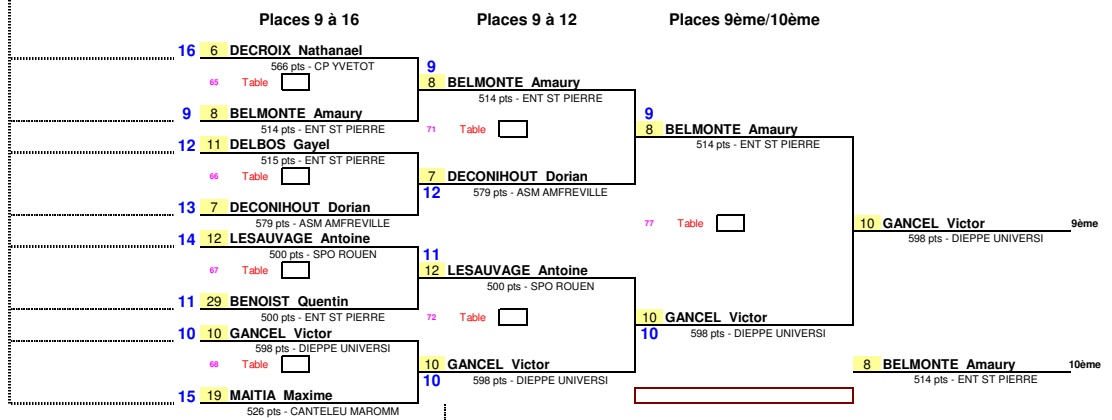 Places 9 à 16 Places 9 à 12 Places 9ème/10ème
16 6 DECROIX Nathanael
566 pts - CP YVETOT
9
65 Table
8 BELMONTE Amaury
514 pts - ENT ST PIERRE
9 8 BELMONTE Amaury
9
514 pts - ENT ST PIERRE
71 Table
8 BELMONTE Amaury
12 11 DELBOS Gayel
514 pts - ENT ST PIERRE
515 pts - ENT ST PIERRE
66 Table
7 DECONIHOUT Dorian
12
579 pts - ASM AMFREVILLE
13 7 DECONIHOUT Dorian
579 pts - ASM AMFREVILLE
77 Table
10 GANCEL Victor 9ème
14 12 LESAUVAGE Antoine
598 pts - DIEPPE UNIVERSI
500 pts - SPO ROUEN
11
67 Table
12 LESAUVAGE Antoine
500 pts - SPO ROUEN
11 29 BENOIST Quentin
500 pts - ENT ST PIERRE
72 Table
10 GANCEL Victor
10 10 GANCEL Victor
10
598 pts - DIEPPE UNIVERSI
598 pts - DIEPPE UNIVERSI
68 Table
10 GANCEL Victor
8 BELMONTE Amaury 10ème
10
598 pts - DIEPPE UNIVERSI
514 pts - ENT ST PIERRE
15 19 MAITIA Maxime
526 pts - CANTELEU MAROMM